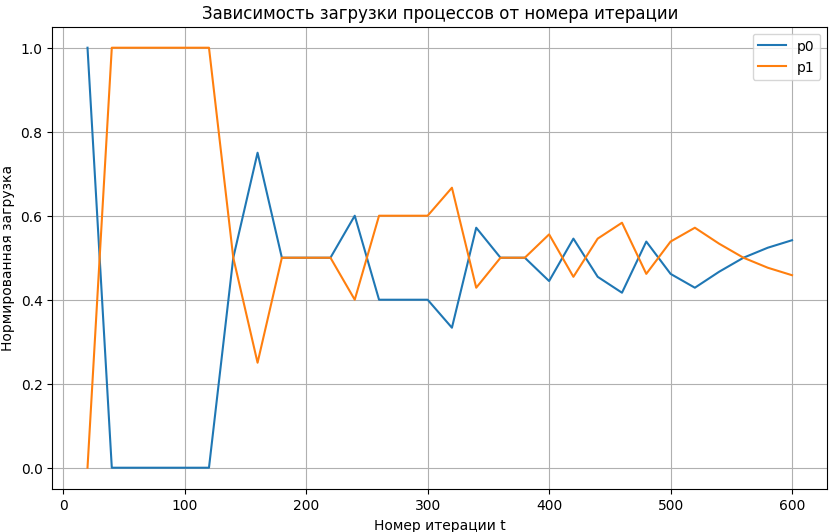 Зависимость загрузки процессов от номера итерации
p0
p1
1.0
0.8
0.6
0.4
0.2
0.0
Нормированная загрузка
0 100 200 300 400 500 600
Номер итерации t